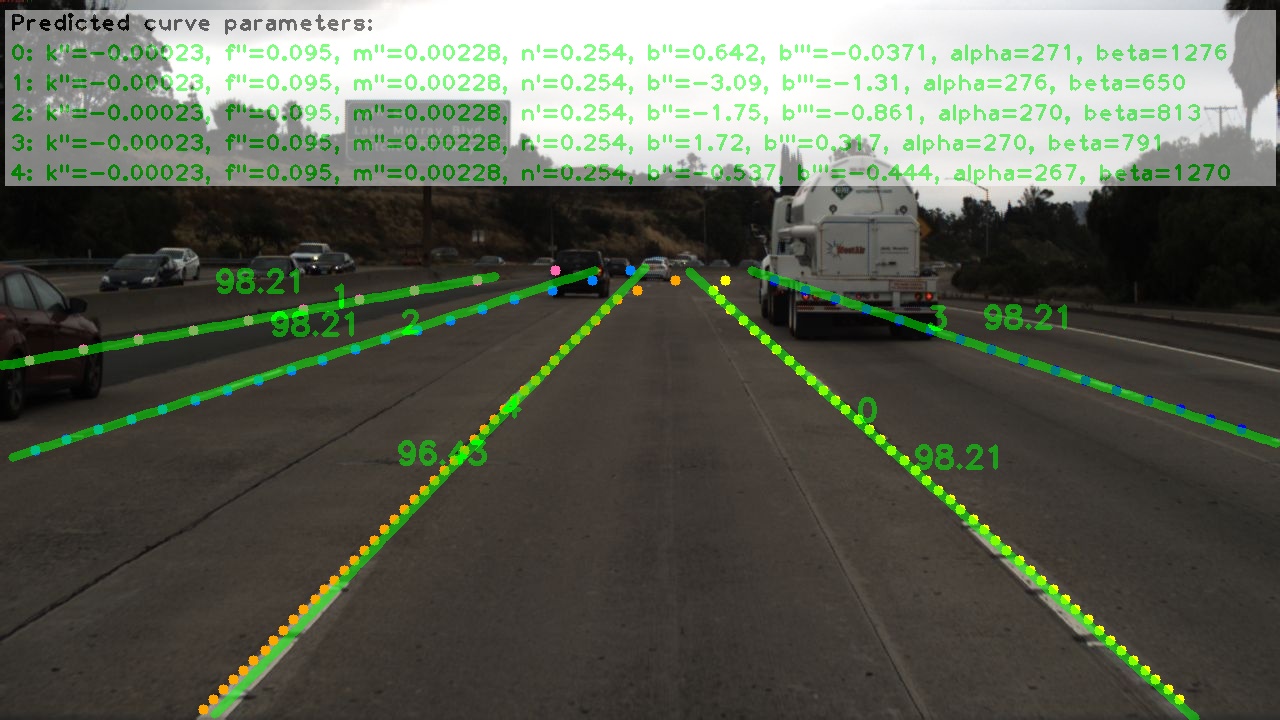 Predicted curve parameters:
0: k''=-0.00023, f''=0.095, m''=0.00228, n'=0.254, b''=0.642, b'''=-0.0371, alpha=271, beta=1276
1: k''=-0.00023, f''=0.095, m''=0.00228, n'=0.254, b''=-3.09, b'''=-1.31, alpha=276, beta=650
2: k''=-0.00023, f''=0.095, m''=0.00228, n'=0.254, b''=-1.75, b'''=-0.861, alpha=270, beta=813
Lake Murray Blvd
3: k''=-0.00023, f''=0.095, m''=0.00228, n'=0.254, b''=1.72, b'''=0.317, alpha=270, beta=791
4: k''=-0.00023, f''=0.095, m''=0.00228, n'=0.254, b''=-0.537, b'''=-0.444, alpha=267, beta=1270
WestAir
98.21
1
98.21
2
3
98.21
4
0
96.43
98.21